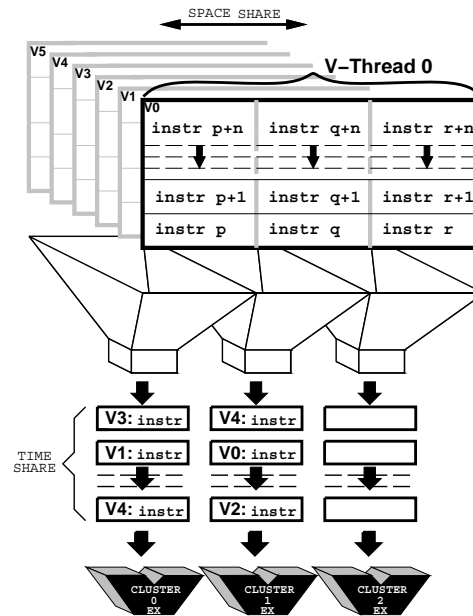 SPACE SHARE
V5
V4
V3
V2
V1
V–Thread 0
V0
instr p+n instr q+n instr r+n
instr p+1 instr q+1 instr r+1
instr p instr q instr r
TIME SHARE
V3: instr V4: instr
V1: instr V0: instr
V4: instr V2: instr
CLUSTER 0 EX
CLUSTER 1 EX
CLUSTER 2 EX